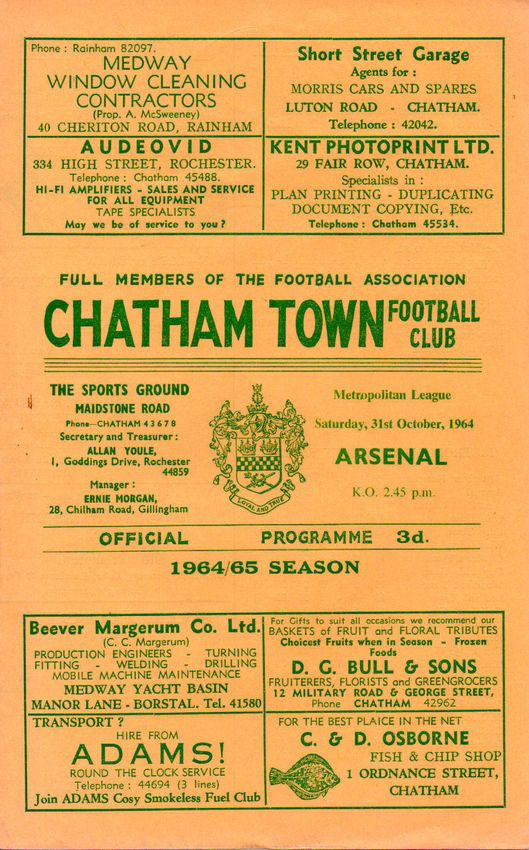 Phone : Rainham 82097.
MEDWAY
WINDOW CLEANING
CONTRACTORS
(Prop. A. McSweeney)
40 CHERITON ROAD, RAINHAM
Short Street Garage
Agents for :
MORRIS CARS AND SPARES
LUTON ROAD - CHATHAM.
Telephone : 42042.
AUDEOVID
334 HIGH STREET, ROCHESTER.
Telephone : Chatham 45488.
HI-FI AMPLIFIERS - SALES AND SERVICE
FOR ALL EQUIPMENT
TAPE SPECIALISTS
May we be of service to you ?
KENT PHOTOPRINT LTD.
29 FAIR ROW, CHATHAM.
Specialists in :
PLAN PRINTING - DUPLICATING
DOCUMENT COPYING, Etc.
Telephone : Chatham 45534.
FULL MEMBERS OF THE FOOTBALL ASSOCIATION
CHATHAM TOWN FOOTBALL
CLUB
THE SPORTS GROUND
MAIDSTONE ROAD
Phone—CHATHAM 43678
Secretary and Treasurer :
ALLAN YOULE,
1, Goddings Drive, Rochester
44859
Manager :
ERNIE MORGAN,
28, Chilham Road, Gillingham
LOYAL AND TRUE
Metropolitan League
Saturday, 31st October, 1964
ARSENAL
K.O. 2.45 p.m.
OFFICIAL PROGRAMME 3d.
1964/65 SEASON
Beever Margerum Co. Ltd.
(C. C. Margerum)
PRODUCTION ENGINEERS - TURNING
FITTING - WELDING - DRILLING
MOBILE MACHINE MAINTENANCE
MEDWAY YACHT BASIN
MANOR LANE - BORSTAL. Tel. 41580
For Gifts to suit all occasions we recommend our
BASKETS of FRUIT and FLORAL TRIBUTES
Choicest Fruits when in Season - Frozen
Foods
D. G. BULL & SONS
FRUITERERS, FLORISTS and GREENGROCERS
12 MILITARY ROAD & GEORGE STREET,
Phone CHATHAM 42962
TRANSPORT ?
HIRE FROM
ADAMS!
ROUND THE CLOCK SERVICE
Telephone : 44694 (3 lines)
Join ADAMS Cosy Smokeless Fuel Club
FOR THE BEST PLAICE IN THE NET
C. & D. OSBORNE
FISH & CHIP SHOP
1 ORDNANCE STREET,
CHATHAM